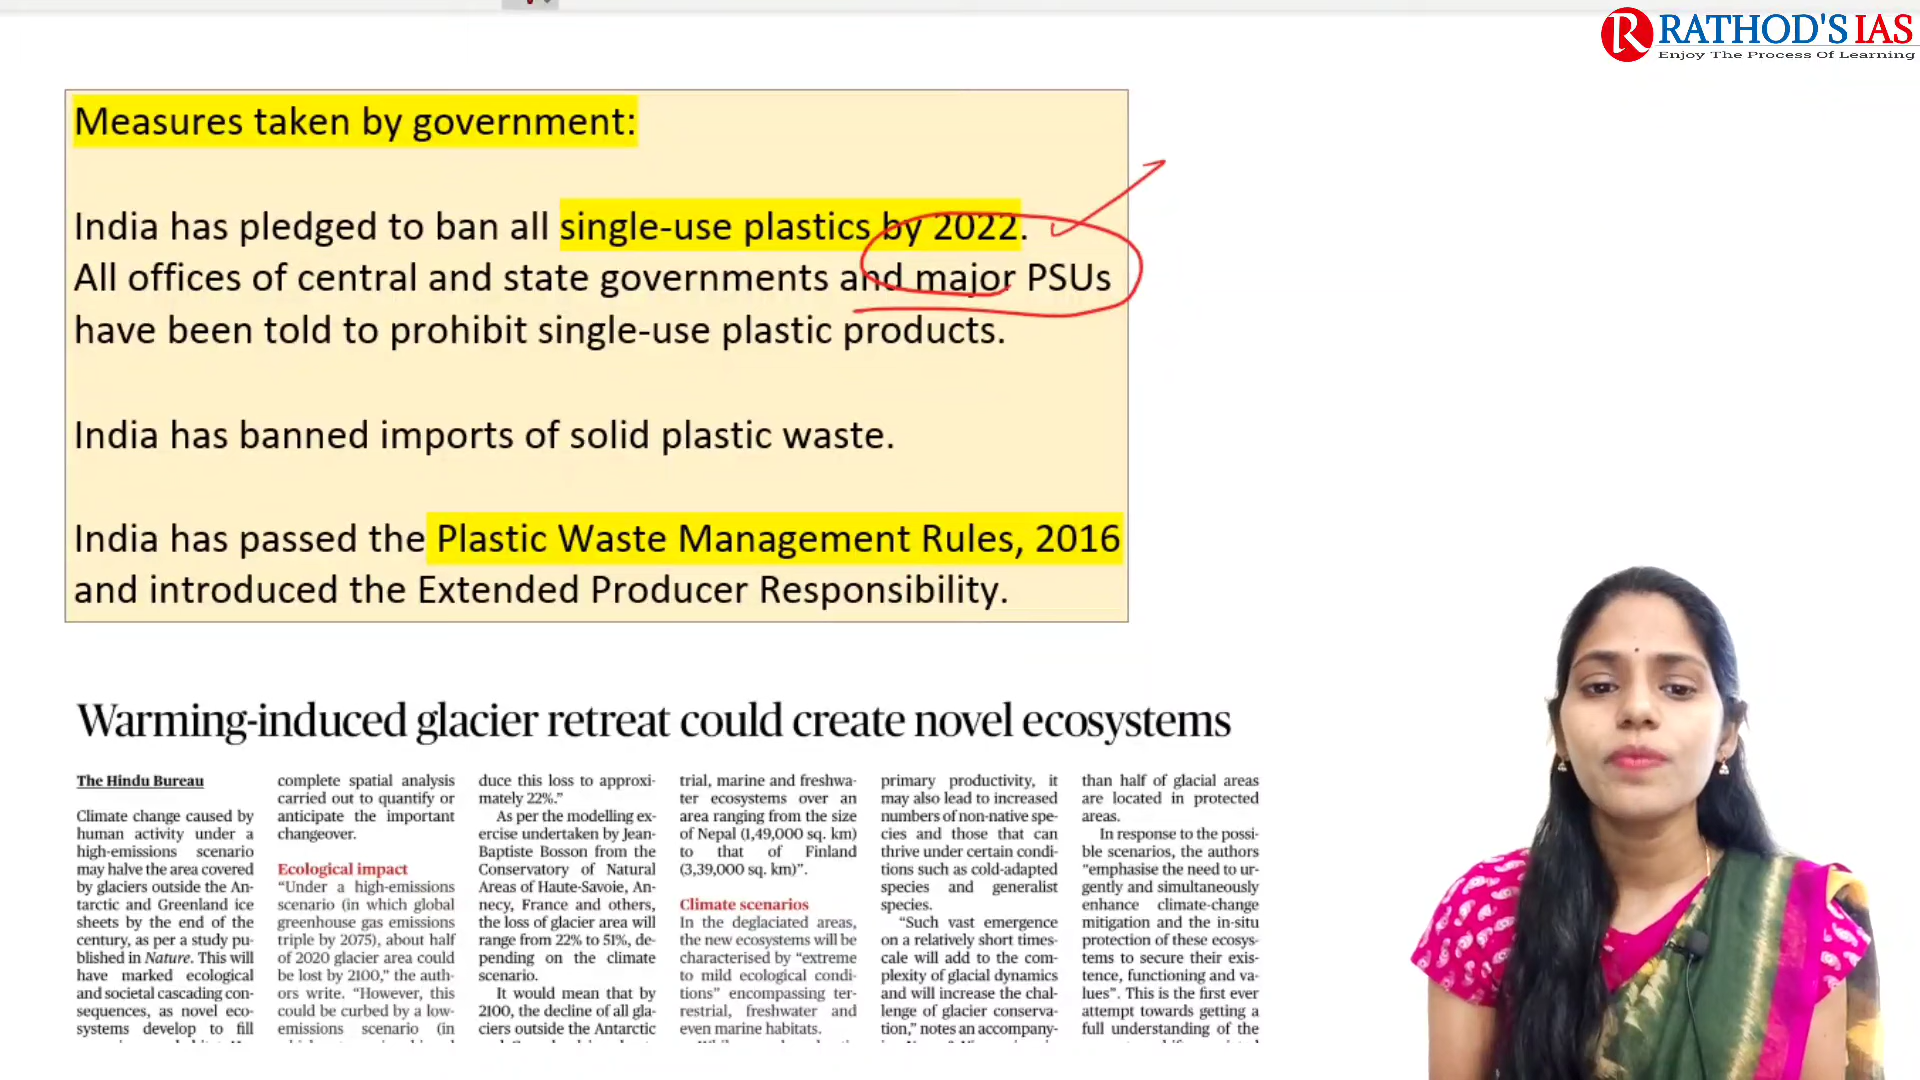 RATHOD'S IAS
Enjoy The Process Of Learning
Measures taken by government:
India has pledged to ban all single-use plastics by 2022.
All offices of central and state governments and major PSUs
have been told to prohibit single-use plastic products.
India has banned imports of solid plastic waste.
India has passed the Plastic Waste Management Rules, 2016
and introduced the Extended Producer Responsibility.
Warming-induced glacier retreat could create novel ecosystems
The Hindu Bureau
Climate change caused by
human activity under a
high-emissions scenario
may halve the area covered
by glaciers outside the An-
tarctic and Greenland ice
sheets by the end of the
century, as per a study pu-
blished in Nature. This will
have marked ecological
and societal cascading con-
sequences, as novel eco-
systems develop to fill
complete spatial analysis
carried out to quantify or
anticipate the important
changeover.
Ecological impact
“Under a high-emissions
scenario (in which global
greenhouse gas emissions
triple by 2075), about half
of 2020 glacier area could
be lost by 2100,” the auth-
ors write. “However, this
could be curbed by a low-
emissions scenario (in
duce this loss to approxi-
mately 22%.”
As per the modelling ex-
ercise undertaken by Jean-
Baptiste Bosson from the
Conservatory of Natural
Areas of Haute-Savoie, An-
necy, France and others,
the loss of glacier area will
range from 22% to 51%, de-
pending on the climate
scenario.
It would mean that by
2100, the decline of all gla-
ciers outside the Antarctic
trial, marine and freshwa-
ter ecosystems over an
area ranging from the size
of Nepal (1,49,000 sq. km)
to that of Finland
(3,39,000 sq. km)”.
Climate scenarios
In the deglaciated areas,
the new ecosystems will be
characterised by “extreme
to mild ecological condi-
tions” encompassing ter-
restrial, freshwater and
even marine habitats.
primary productivity, it
may also lead to increased
numbers of non-native spe-
cies and those that can
thrive under certain condi-
tions such as cold-adapted
species and generalist
species.
“Such vast emergence
on a relatively short times-
cale will add to the com-
plexity of glacial dynamics
and will increase the chal-
lenge of glacier conserva-
tion,” notes an accompany-
than half of glacial areas
are located in protected
areas.
In response to the possi-
ble scenarios, the authors
“emphasise the need to ur-
gently and simultaneously
enhance climate-change
mitigation and the in-situ
protection of these ecosys-
tems to secure their exis-
tence, functioning and va-
lues”. This is the first ever
attempt towards getting a
full understanding of the